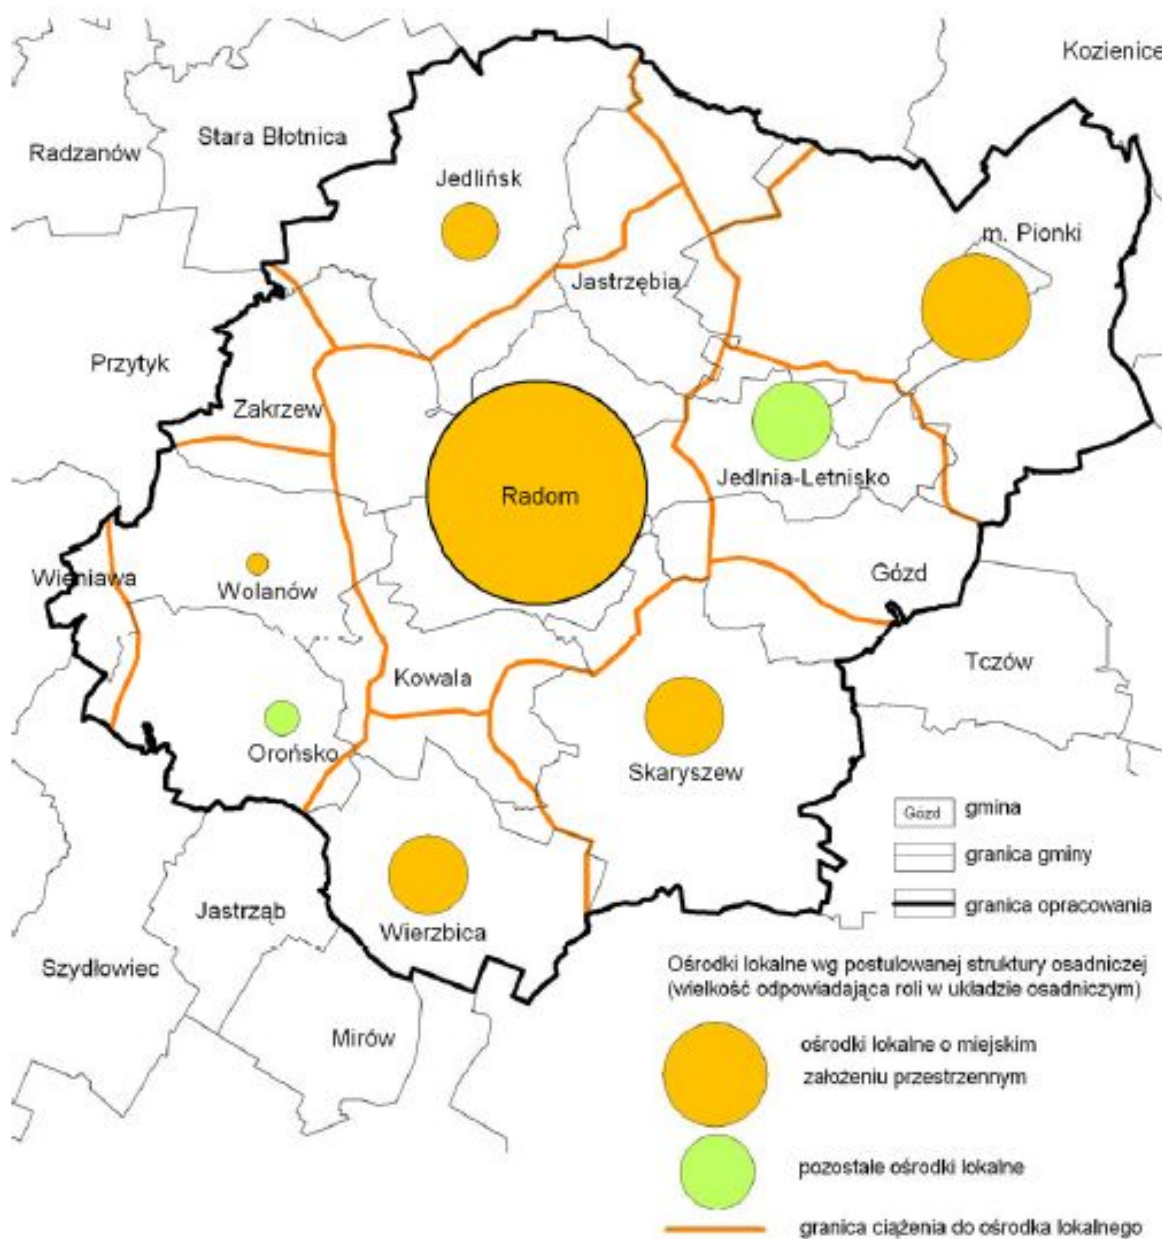 Kozienice
Stara Błotnica
Radzanów
Jedlińsk
m. Pionki
Jastrzębia
Przytyk
Zakrzew
Jedlnia-Letnisko
Radom
Gózd
Wieniawa
Wolanów
Tczów
Kowala
Orońsko
Skaryszew
Gózd gmina
granica gminy
granica opracowania
Jastrząb
Wierzbica
Szydłowiec
Mirów
Ośrodki lokalne wg postulowanej struktury osadniczej
(wielkość odpowiadająca roli w układzie osadniczym)
ośrodki lokalne o miejskim
założeniu przestrzennym
pozostałe ośrodki lokalne
granica ciążenia do ośrodka lokalnego